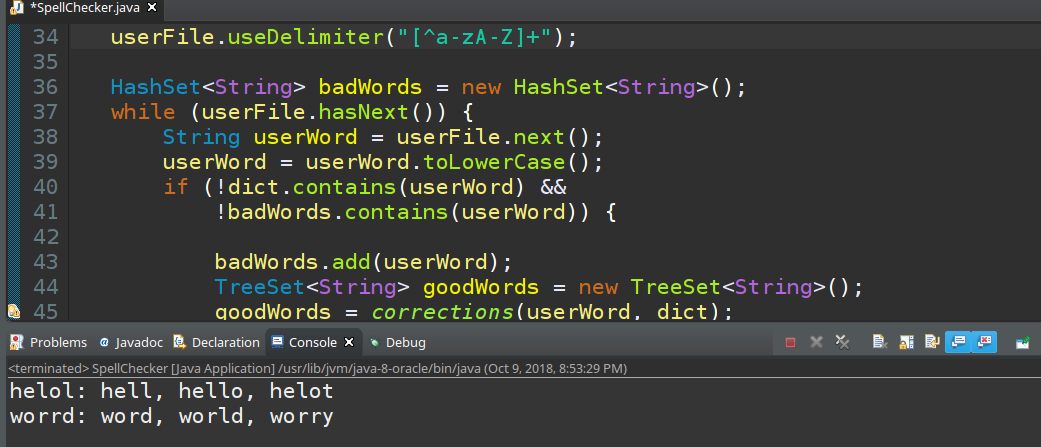 *SpellChecker.java
34 userFile.useDelimiter("[^a-zA-Z]+");
35
36 HashSet<String> badWords = new HashSet<String>();
37 while (userFile.hasNext()) {
38 String userWord = userFile.next();
39 userWord = userWord.toLowerCase();
40 if (!dict.contains(userWord) &&
41 !badWords.contains(userWord)) {
42
43 badWords.add(userWord);
44 TreeSet<String> goodWords = new TreeSet<String>();
45 goodWords = corrections(userWord, dict);
Problems @ Javadoc Declaration Console Debug
<terminated> SpellChecker [Java Application] /usr/lib/jvm/java-8-oracle/bin/java (Oct 9, 2018, 8:53:29 PM)
helol: hell, hello, helot
worrd: word, world, worry